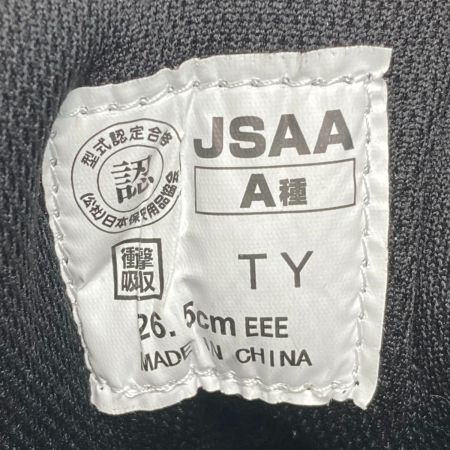 型式認定合格
認
(公社)日本保安用品協会
JSAA
A種
衝撃
吸収
TY
26.5cm EEE
MADE IN CHINA